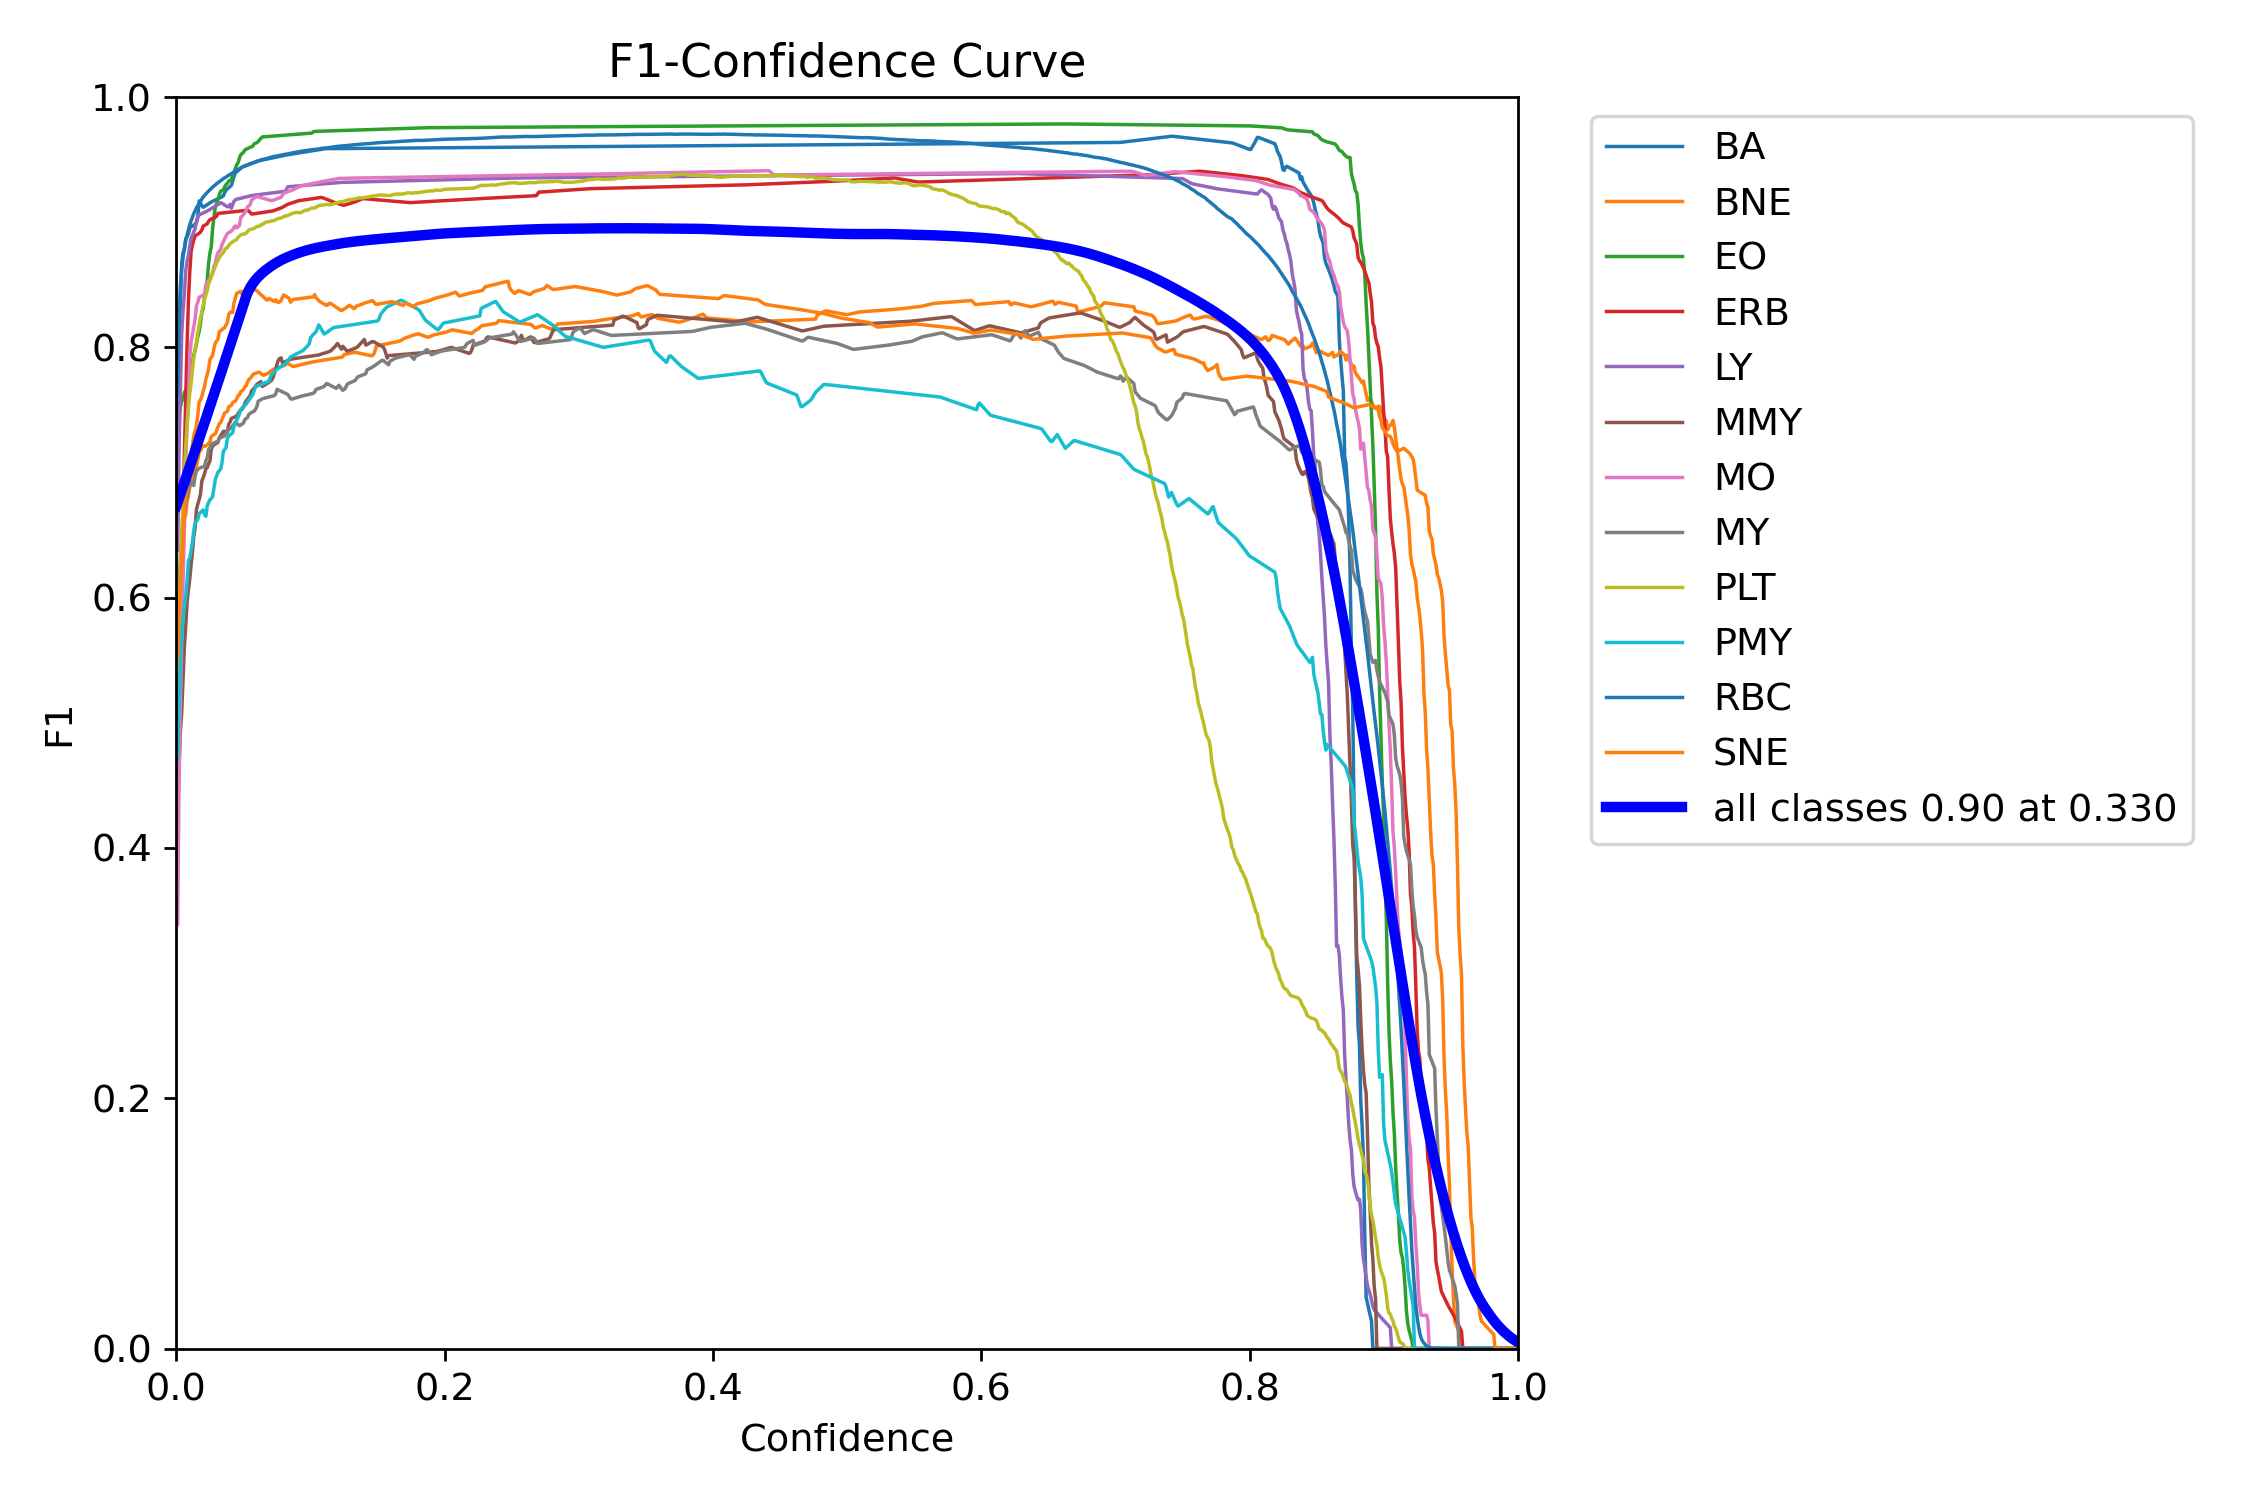 F1-Confidence Curve
1.0
0.8
0.6
0.4
0.2
0.0
F1
0.0 0.2 0.4 0.6 0.8 1.0
Confidence
BA
BNE
EO
ERB
LY
MMY
MO
MY
PLT
PMY
RBC
SNE
all classes 0.90 at 0.330